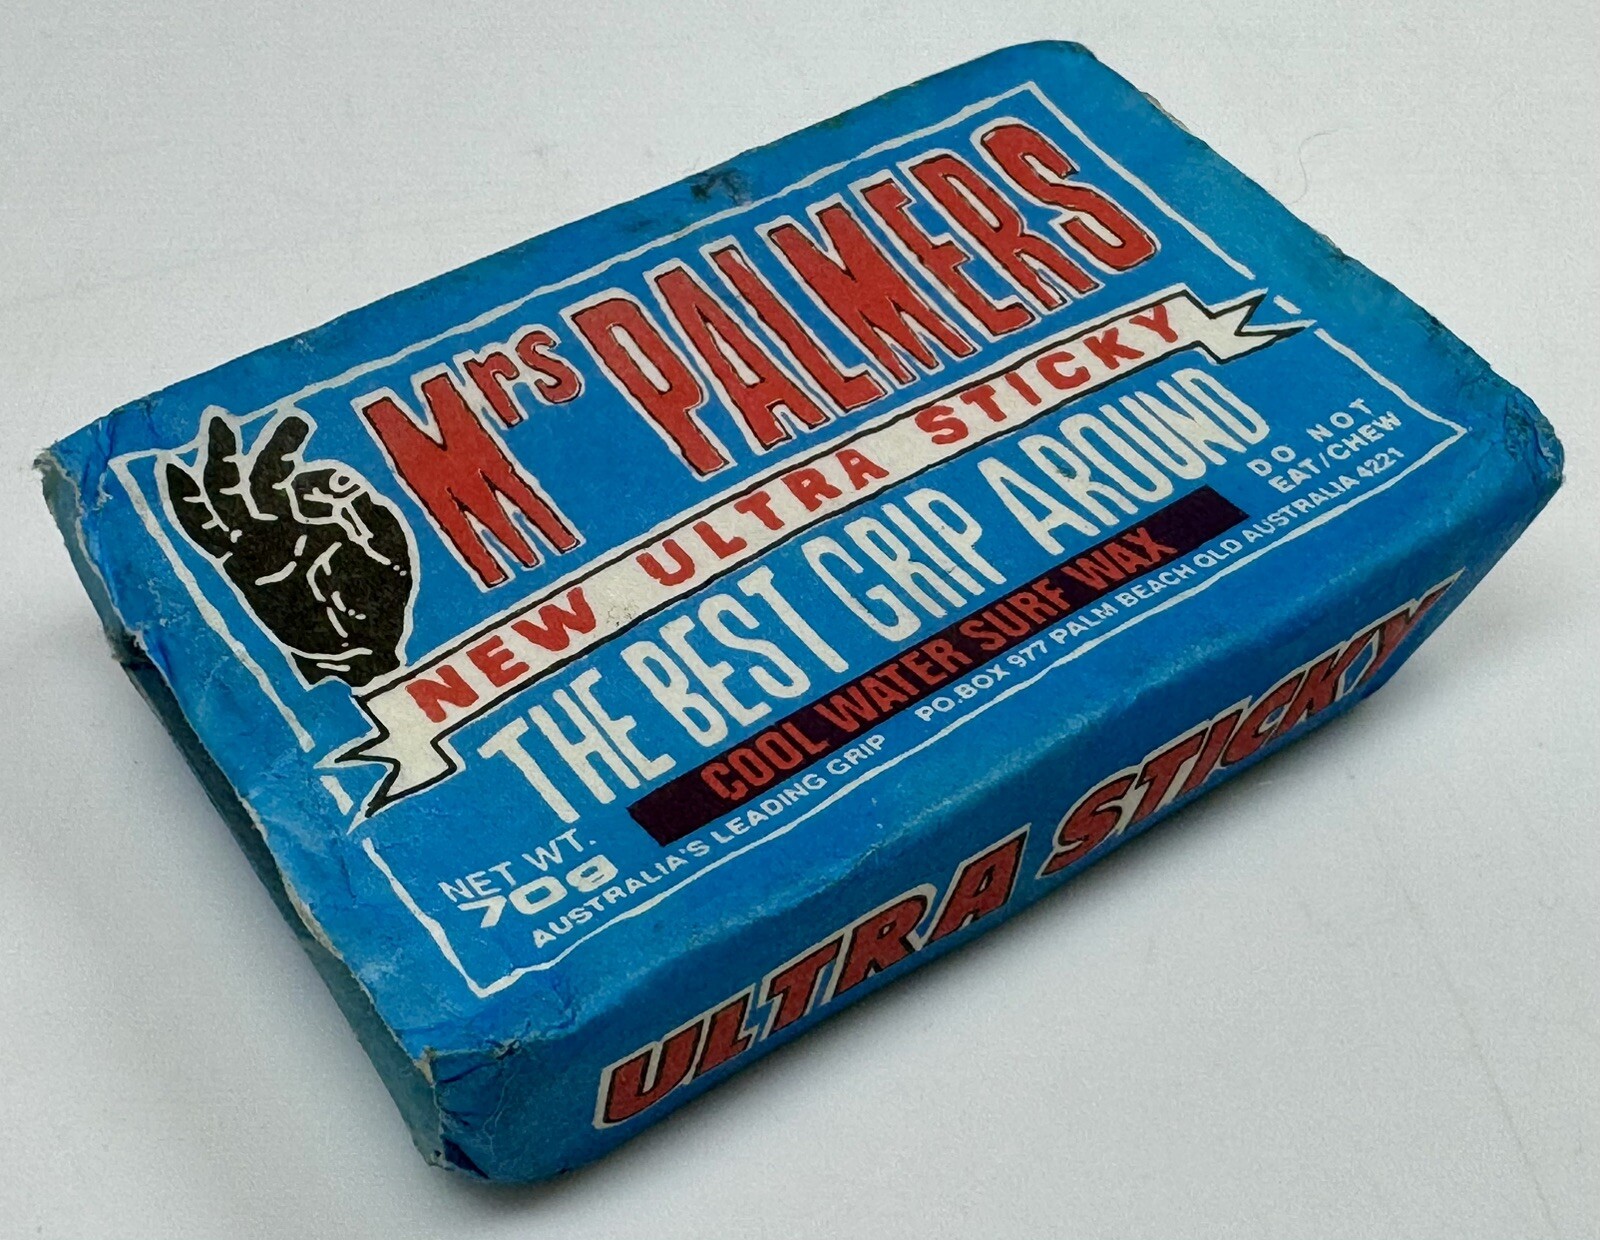 Mrs PALMERS
NEW ULTRA STICKY
THE BEST GRIP AROUND
COOL WATER SURF WAX
DO NOT
EAT/CHEW
NET WT.
70g
AUSTRALIA'S LEADING GRIP PO.BOX 977 PALM BEACH QLD AUSTRALIA 4221
ULTRA STICKY